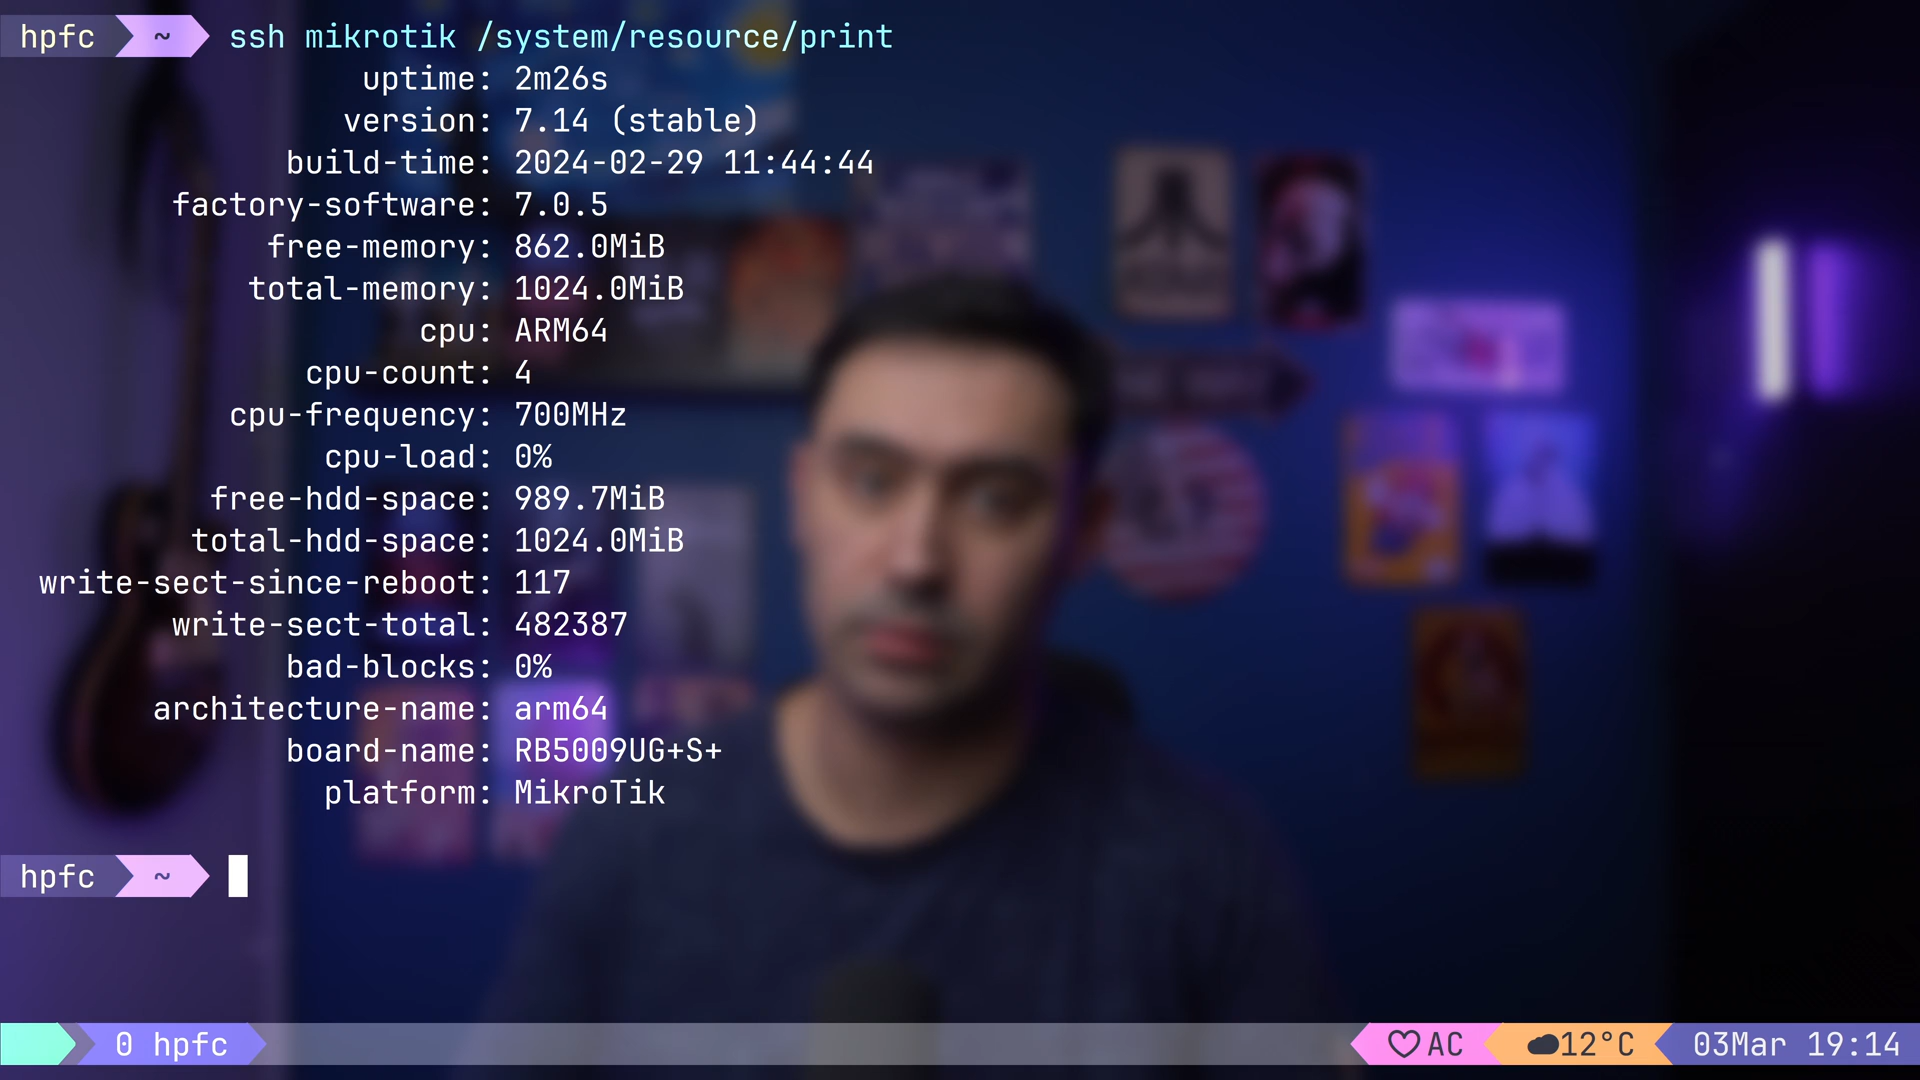 hpfc ~ ssh mikrotik /system/resource/print
uptime: 2m26s
version: 7.14 (stable)
build-time: 2024-02-29 11:44:44
factory-software: 7.0.5
free-memory: 862.0MiB
total-memory: 1024.0MiB
cpu: ARM64
cpu-count: 4
cpu-frequency: 700MHz
cpu-load: 0%
free-hdd-space: 989.7MiB
total-hdd-space: 1024.0MiB
write-sect-since-reboot: 117
write-sect-total: 482387
bad-blocks: 0%
architecture-name: arm64
board-name: RB5009UG+S+
platform: MikroTik
hpfc ~
0 hpfc AC 12°C 03Mar 19:14